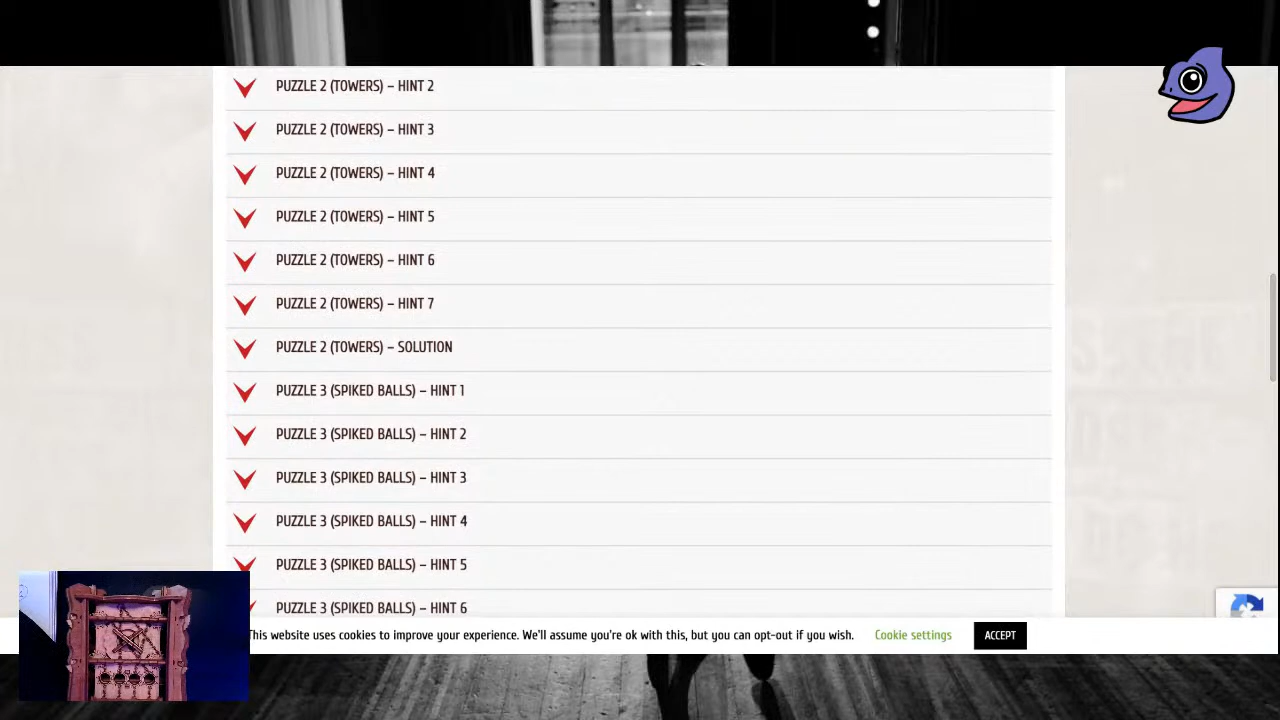 PUZZLE 2 (TOWERS) – HINT 2
PUZZLE 2 (TOWERS) – HINT 3
PUZZLE 2 (TOWERS) – HINT 4
PUZZLE 2 (TOWERS) – HINT 5
PUZZLE 2 (TOWERS) – HINT 6
PUZZLE 2 (TOWERS) – HINT 7
PUZZLE 2 (TOWERS) – SOLUTION
PUZZLE 3 (SPIKED BALLS) – HINT 1
PUZZLE 3 (SPIKED BALLS) – HINT 2
PUZZLE 3 (SPIKED BALLS) – HINT 3
PUZZLE 3 (SPIKED BALLS) – HINT 4
PUZZLE 3 (SPIKED BALLS) – HINT 5
PUZZLE 3 (SPIKED BALLS) – HINT 6
This website uses cookies to improve your experience. We'll assume you're ok with this, but you can opt-out if you wish. Cookie settings ACCEPT